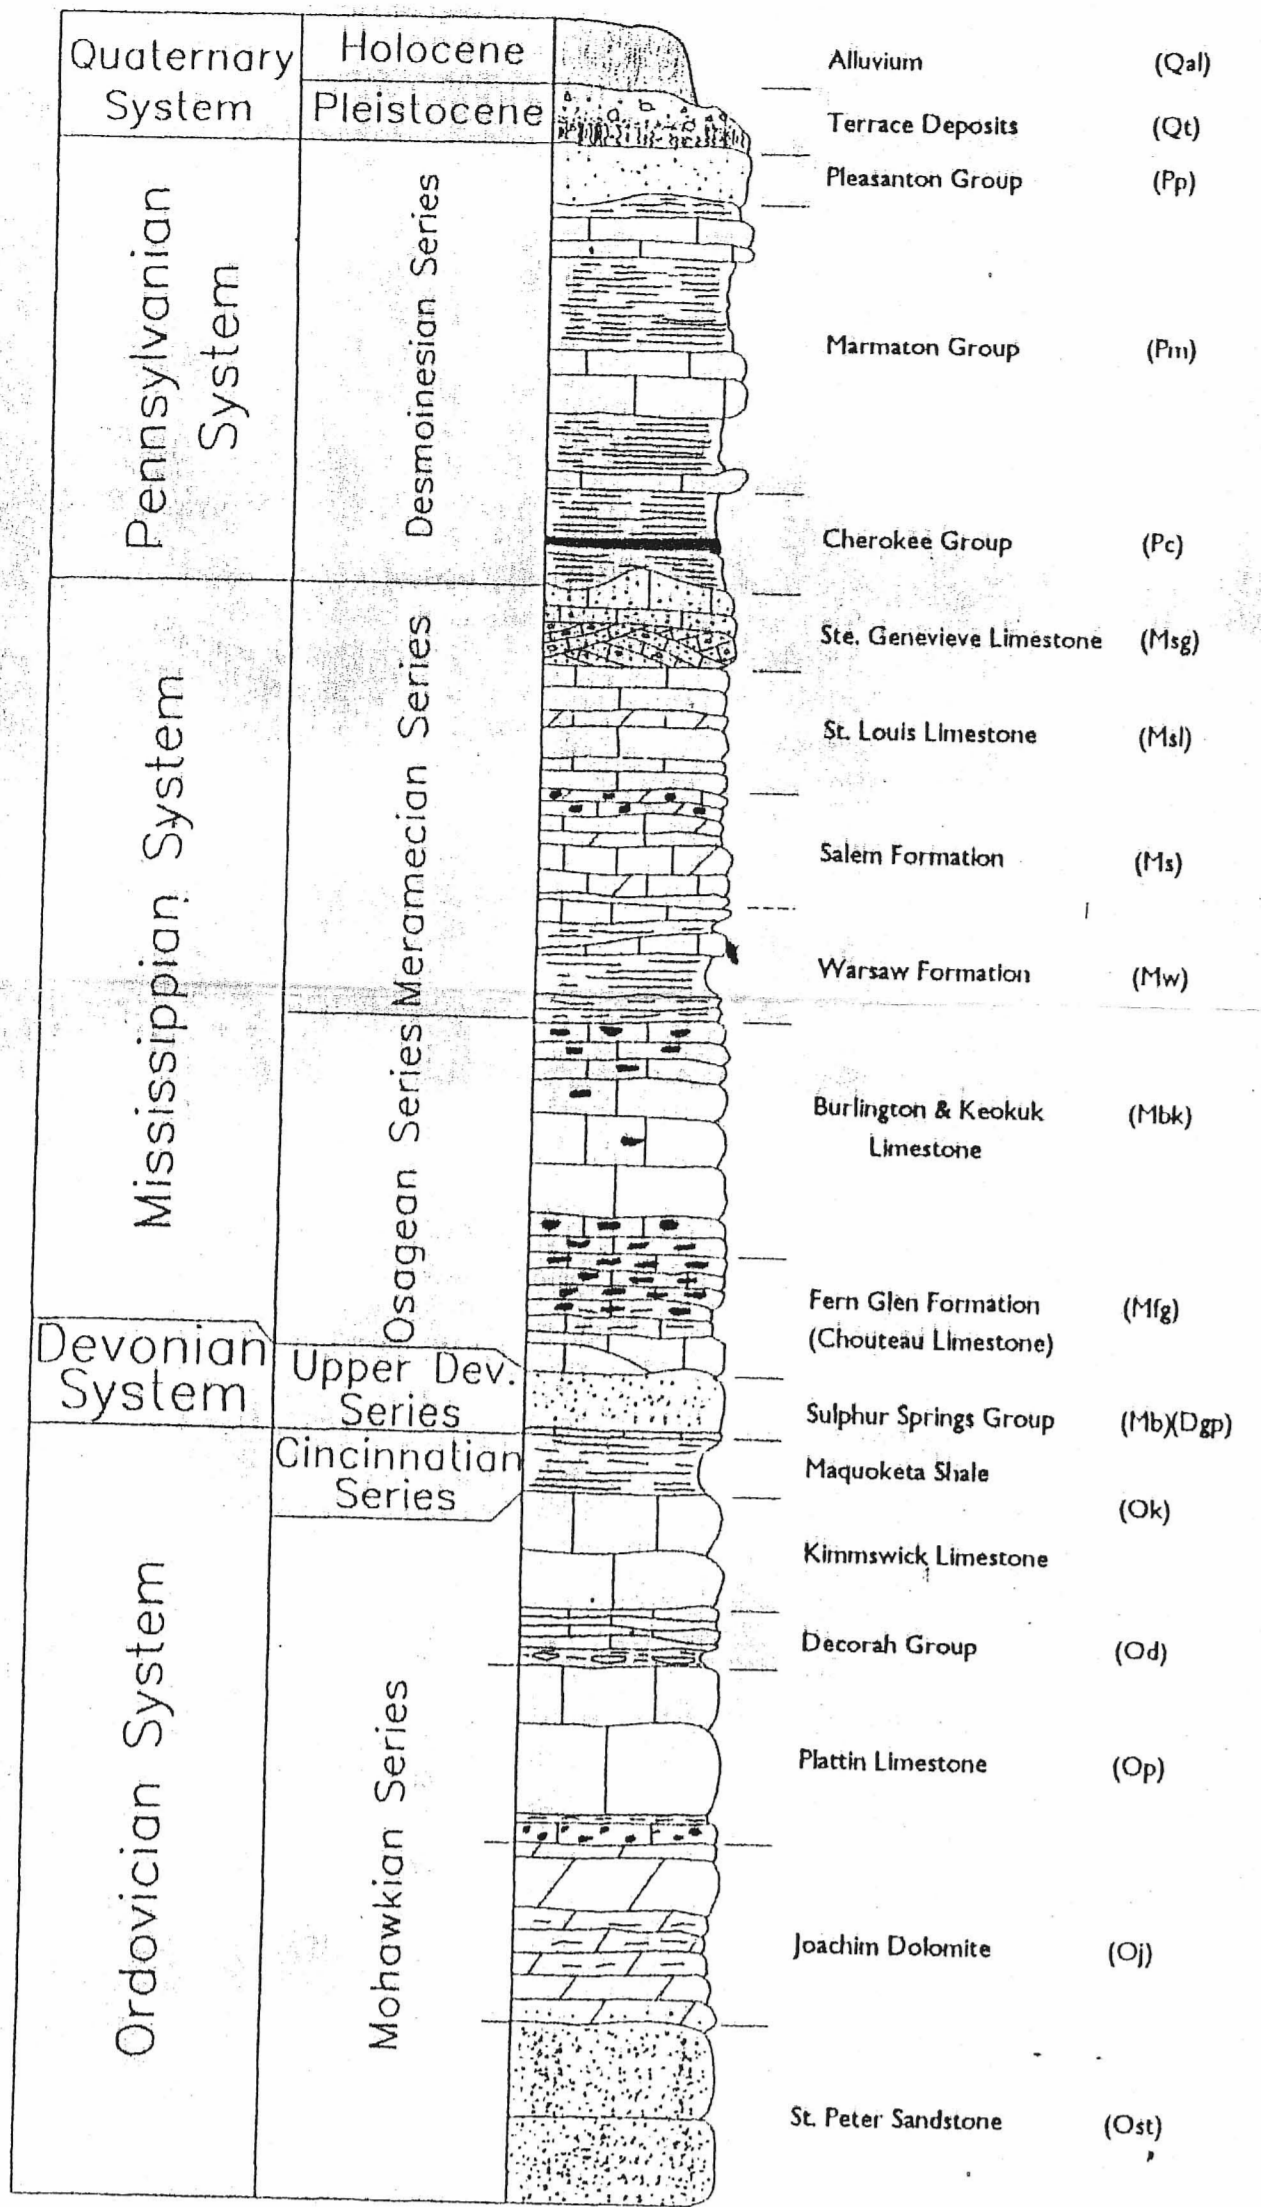 Quaternary
System
Holocene
Pleistocene
Pennsylvanian
System
Desmoinesian Series
Mississippian System
Meramecian Series
Osagean Series
Devonian
System
Upper Dev.
Series
Ordovician System
Cincinnatian
Series
Mohawkian Series
Alluvium (Qal)
Terrace Deposits (Qt)
Pleasanton Group (Pp)
Marmaton Group (Pm)
Cherokee Group (Pc)
Ste. Genevieve Limestone (Msg)
St. Louis Limestone (Msl)
Salem Formation (Ms)
Warsaw Formation (Mw)
Burlington & Keokuk (Mbk)
Limestone
Fern Glen Formation (Mfg)
(Chouteau Limestone)
Sulphur Springs Group (Mb)(Dgp)
Maquoketa Shale
(Ok)
Kimmswick Limestone
Decorah Group (Od)
Plattin Limestone (Op)
Joachim Dolomite (Oj)
St. Peter Sandstone (Ost)